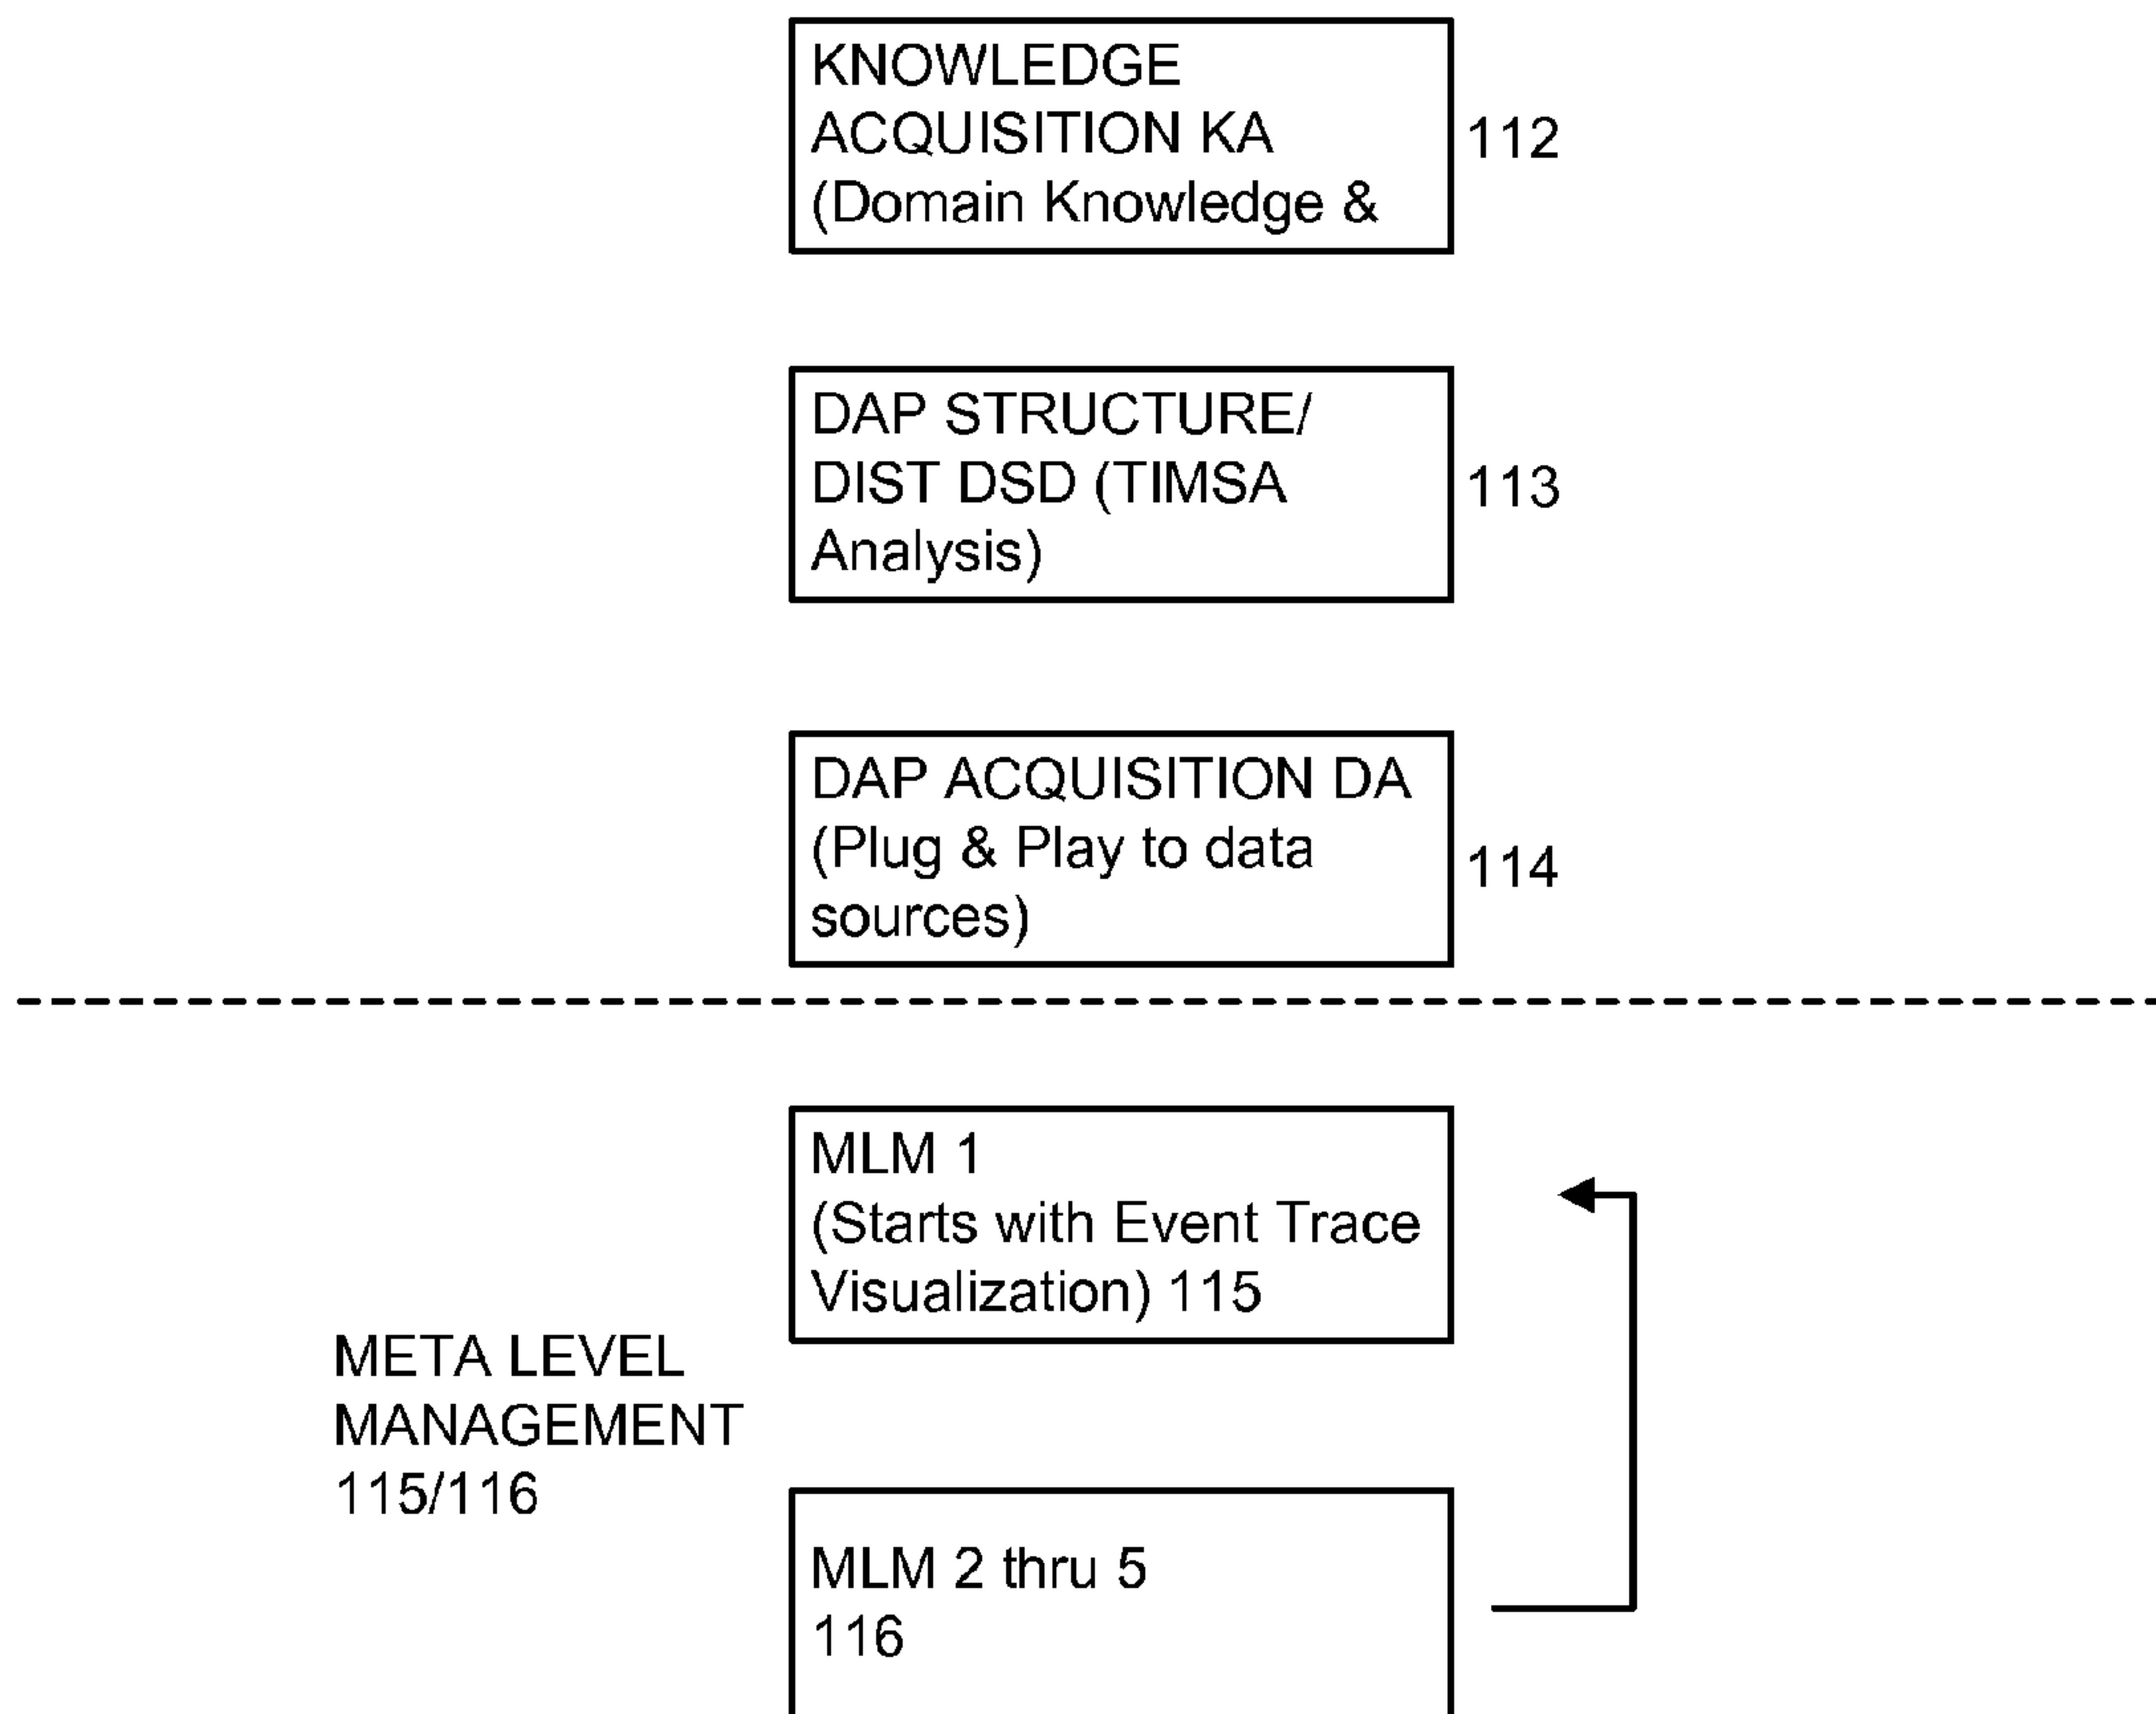 KNOWLEDGE
ACQUISITION KA
(Domain Knowledge &
112
DAP STRUCTURE/
DIST DSD (TIMSA
Analysis)
113
DAP ACQUISITION DA
(Plug & Play to data
sources)
114
MLM 1
(Starts with Event Trace
Visualization) 115
META LEVEL
MANAGEMENT
115/116
MLM 2 thru 5
116